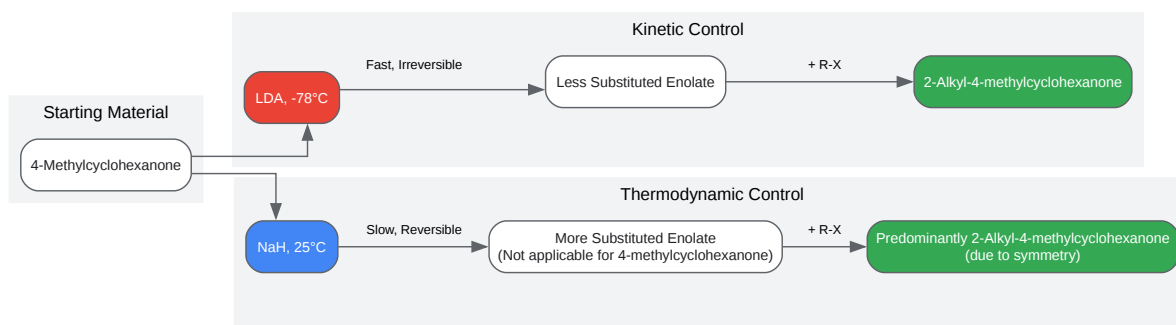 Kinetic Control
Fast, Irreversible
+ R-X
LDA, -78°C
Less Substituted Enolate
2-Alkyl-4-methylcyclohexanone
Starting Material
4-Methylcyclohexanone
Thermodynamic Control
Slow, Reversible
+ R-X
NaH, 25°C
More Substituted Enolate
(Not applicable for 4-methylcyclohexanone)
Predominantly 2-Alkyl-4-methylcyclohexanone
(due to symmetry)